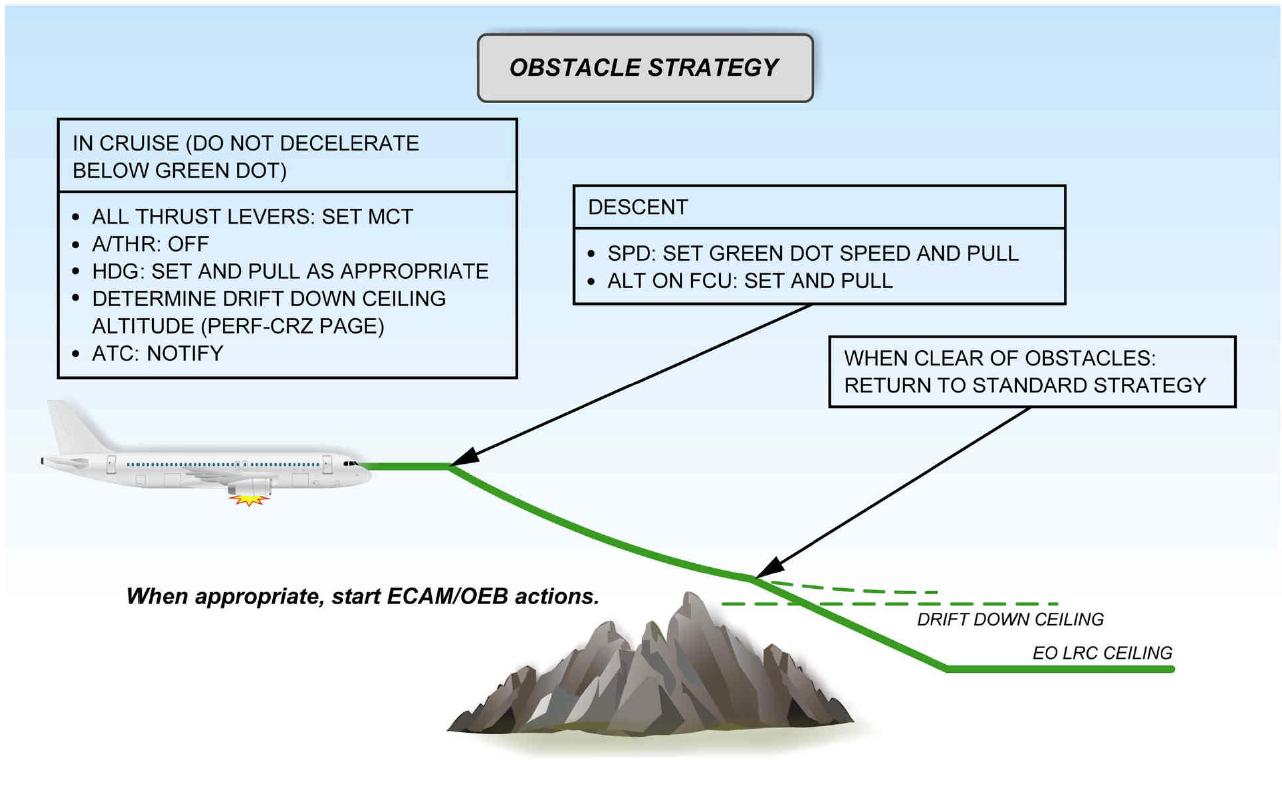 OBSTACLE STRATEGY
IN CRUISE (DO NOT DECELERATE
BELOW GREEN DOT)
• ALL THRUST LEVERS: SET MCT
• A/THR: OFF
• HDG: SET AND PULL AS APPROPRIATE
• DETERMINE DRIFT DOWN CEILING
ALTITUDE (PERF-CRZ PAGE)
• ATC: NOTIFY
DESCENT
• SPD: SET GREEN DOT SPEED AND PULL
• ALT ON FCU: SET AND PULL
WHEN CLEAR OF OBSTACLES:
RETURN TO STANDARD STRATEGY
When appropriate, start ECAM/OEB actions.
DRIFT DOWN CEILING
EO LRC CEILING